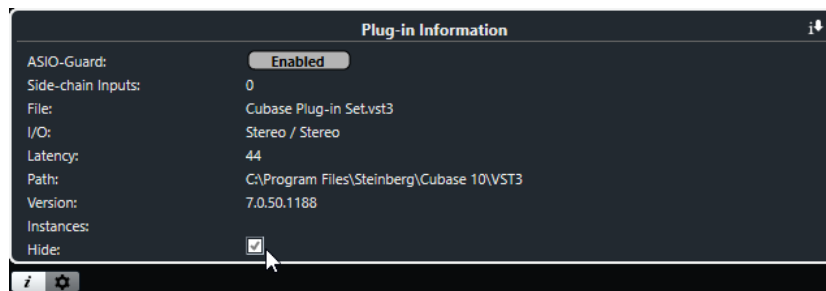 Plug-in Information
ASIO-Guard: Enabled
Side-chain Inputs: 0
File: Cubase Plug-in Set.vst3
I/O: Stereo / Stereo
Latency: 44
Path: C:\Program Files\Steinberg\Cubase 10\VST3
Version: 7.0.50.1188
Instances:
Hide:
i